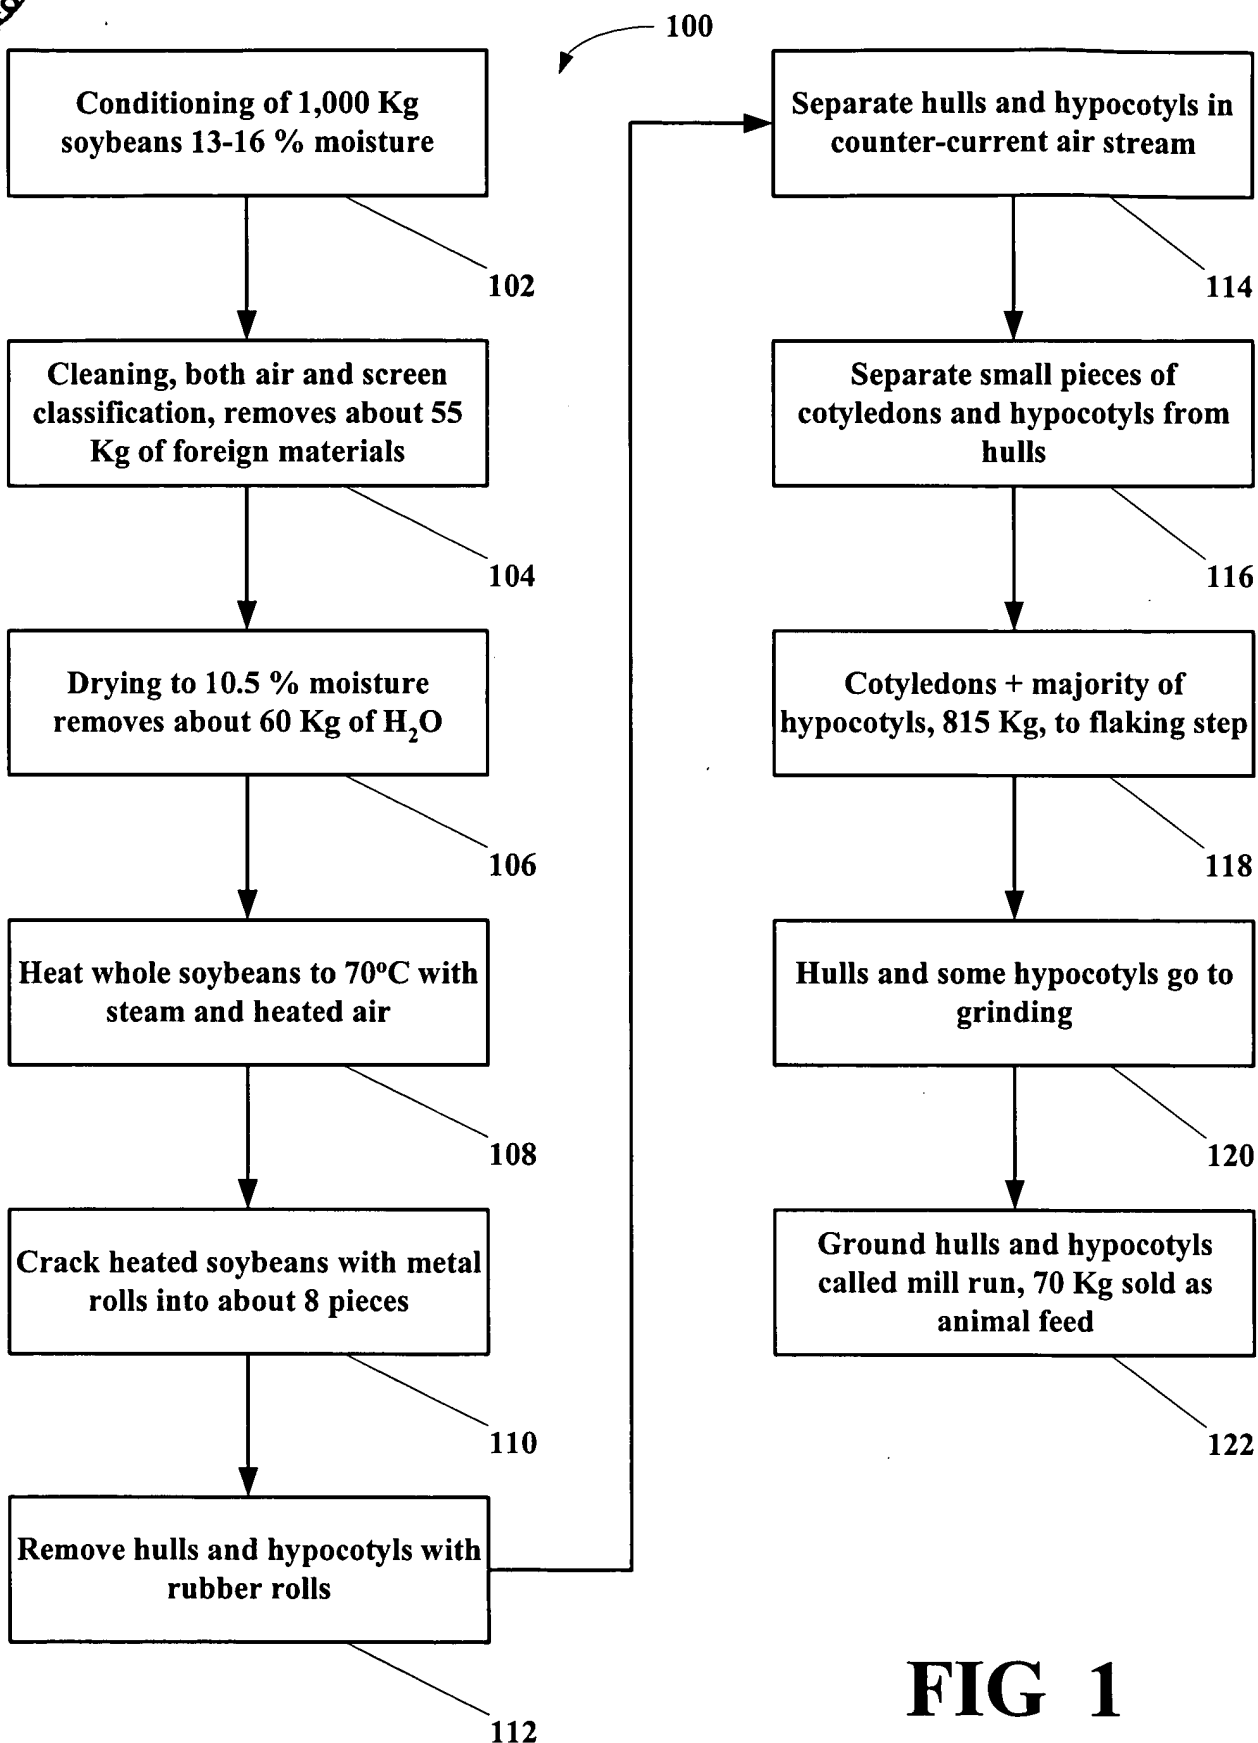 100
Conditioning of 1,000 Kg
soybeans 13-16 % moisture
102
Cleaning, both air and screen
classification, removes about 55
Kg of foreign materials
104
Drying to 10.5 % moisture
removes about 60 Kg of H₂O
106
Heat whole soybeans to 70°C with
steam and heated air
108
Crack heated soybeans with metal
rolls into about 8 pieces
110
Remove hulls and hypocotyls with
rubber rolls
112
Separate hulls and hypocotyls in
counter-current air stream
114
Separate small pieces of
cotyledons and hypocotyls from
hulls
116
Cotyledons + majority of
hypocotyls, 815 Kg, to flaking step
118
Hulls and some hypocotyls go to
grinding
120
Ground hulls and hypocotyls
called mill run, 70 Kg sold as
animal feed
122
FIG 1